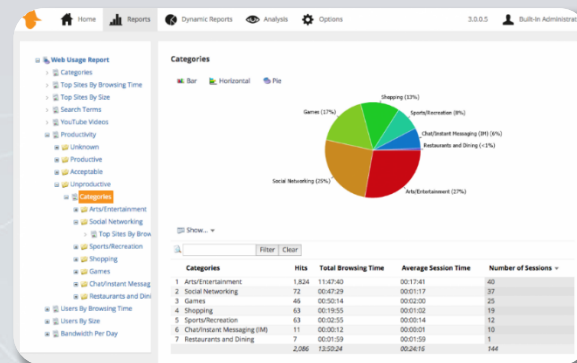 Home Reports Dynamic Reports Analysis Options 3.0.0.5 Built-In Administrat
Web Usage Report
Categories
Top Sites By Browsing Time
Top Sites By Size
Search Terms
YouTube Videos
Productivity
Unknown
Productive
Acceptable
Unproductive
Categories
Arts/Entertainment
Social Networking
Top Sites By Brow
Sports/Recreation
Shopping
Games
Chat/Instant Messag
Restaurants and Dini
Users By Browsing Time
Users By Size
Bandwidth Per Day
Categories
Bar Horizontal Pie
Shopping (13%)
Games (17%)
Sports/Recreation (8%)
Chat/Instant Messaging (IM) (6%)
Restaurants and Dining (<1%)
Social Networking (25%)
Arts/Entertainment (27%)
Show...
Filter Clear
Categories Hits Total Browsing Time Average Session Time Number of Sessions
1 Arts/Entertainment 1,824 11:47:40 00:17:41 40
2 Social Networking 72 00:47:29 00:01:17 37
3 Games 46 00:50:14 00:02:00 25
4 Shopping 63 00:19:55 00:01:02 19
5 Sports/Recreation 63 00:02:55 00:00:14 12
6 Chat/Instant Messaging (IM) 11 00:00:12 00:00:01 10
7 Restaurants and Dining 7 00:01:59 00:01:59 1
2,086 13:50:24 00:24:16 144